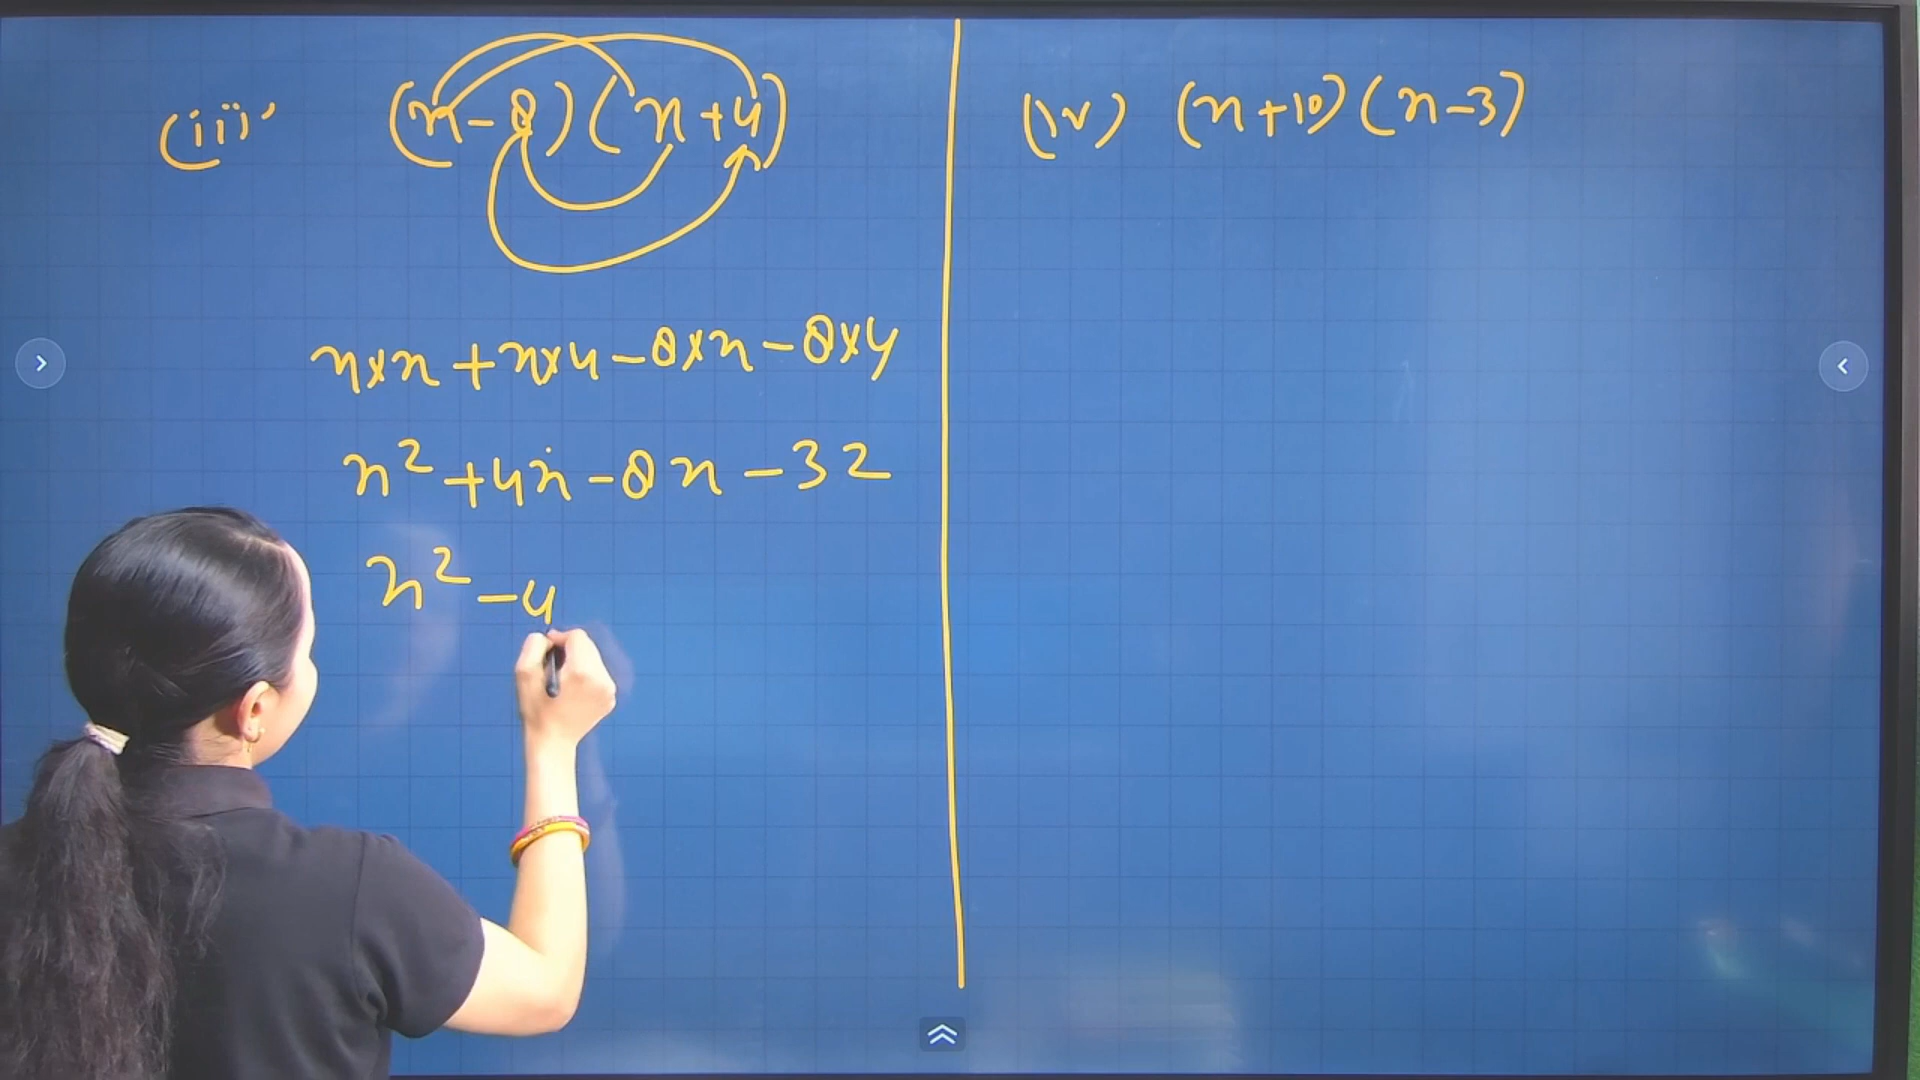 (iii) (x-8)(x+4)
x×x+x×4-8×x-8×4
x²+4x-8x-32
x²-4
(iv) (x+10)(x-3)